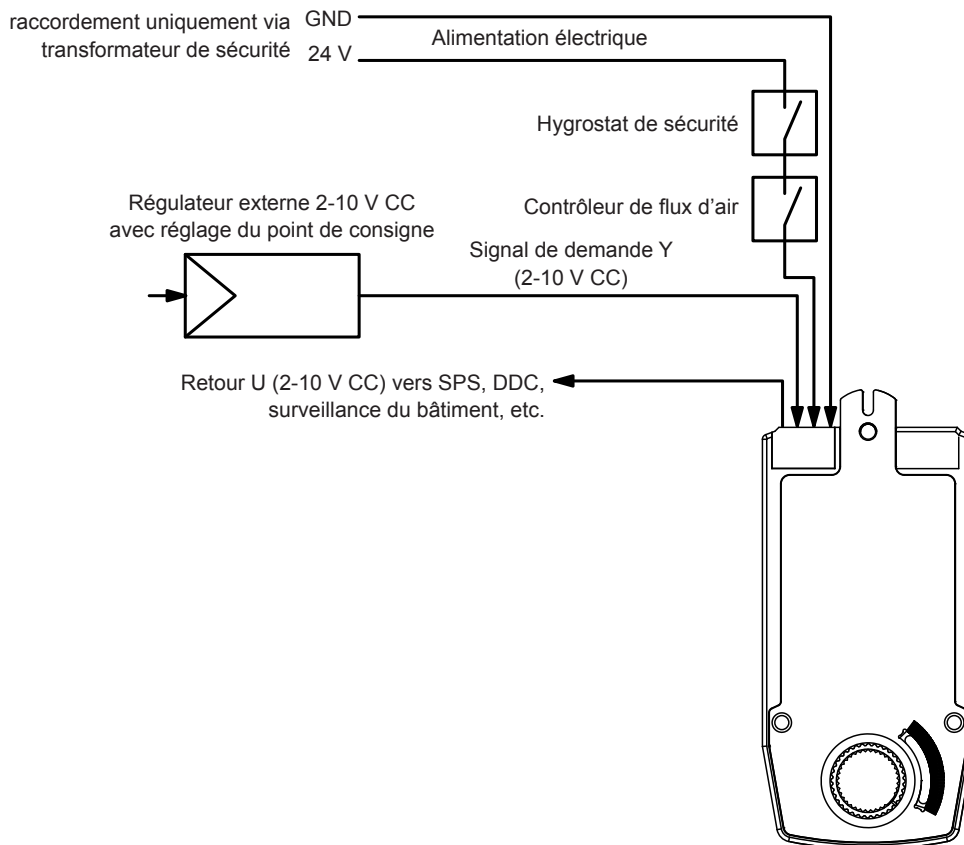 raccordement uniquement via
transformateur de sécurité
GND
24 V
Alimentation électrique
Hygrostat de sécurité
Contrôleur de flux d’air
Régulateur externe 2-10 V CC
avec réglage du point de consigne
Signal de demande Y
(2-10 V CC)
Retour U (2-10 V CC) vers SPS, DDC,
surveillance du bâtiment, etc.